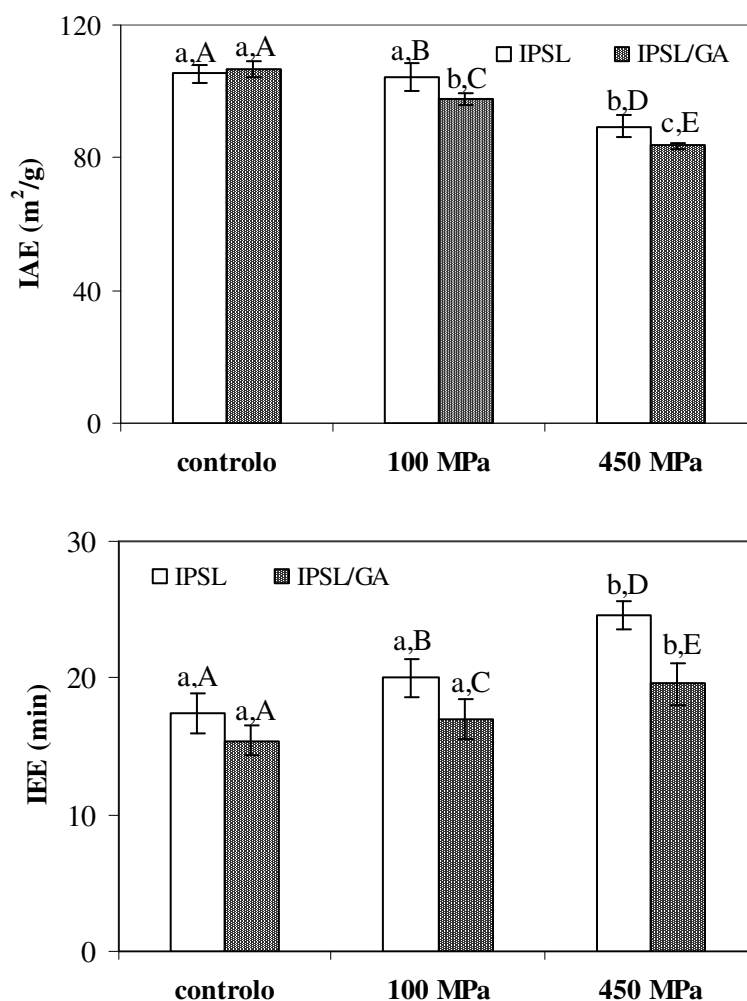 120
a,A
a,A
a,B
IPSL
IPSL/GA
b,C
b,D
c,E
80
40
0
IAE (m²/g)
controlo
100 MPa
450 MPa
30
IPSL
IPSL/GA
b,D
a,B
b,E
20
a,A
a,A
a,C
10
0
IEE (min)
controlo
100 MPa
450 MPa